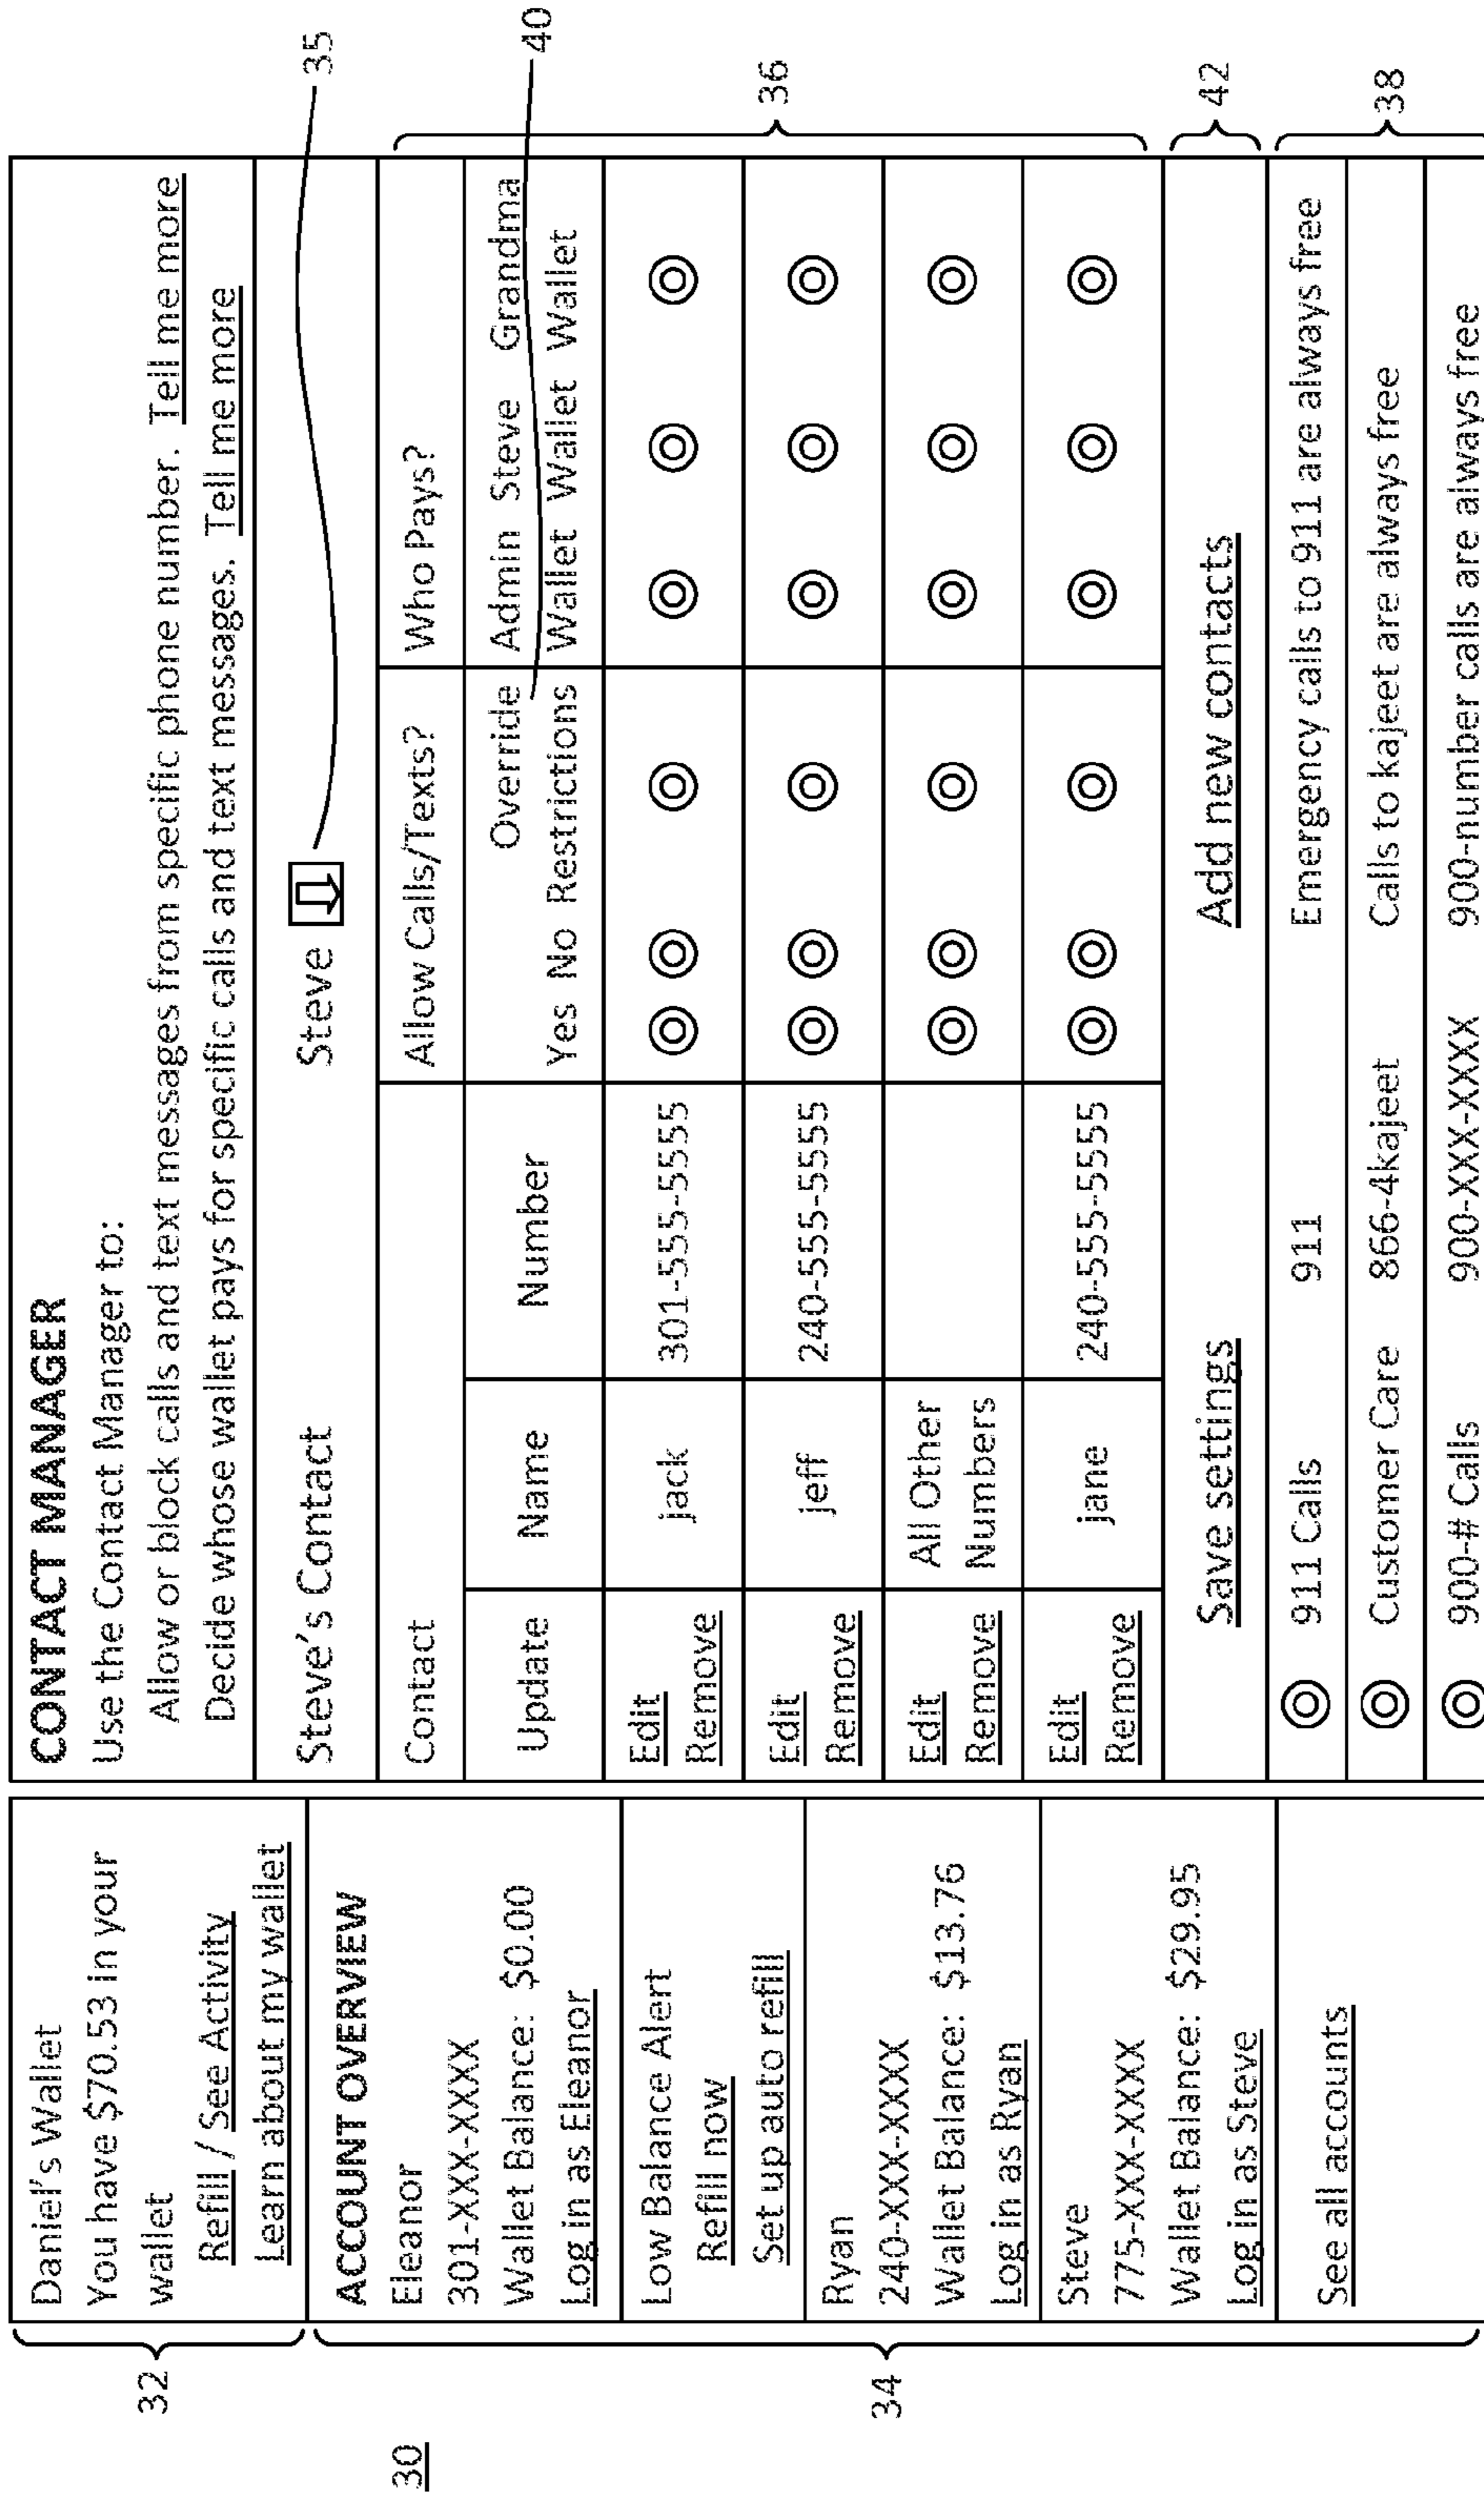 30
32
Daniel's Wallet
You have $70.53 in your
wallet
Refill / See Activity
Learn about my wallet
34
ACCOUNT OVERVIEW
Eleanor
301-XXX-XXXX
Wallet Balance: $0.00
Log in as Eleanor
Low Balance Alert
Refill now
Set up auto refill
Ryan
240-XXX-XXXX
Wallet Balance: $13.76
Log in as Ryan
Steve
775-XXX-XXXX
Wallet Balance: $29.95
Log in as Steve
See all accounts
CONTACT MANAGER
Use the Contact Manager to:
Allow or block calls and text messages from specific phone number. Tell me more
Decide whose wallet pays for specific calls and text messages. Tell me more
Steve's Contact Steve 35
Contact Allow Calls/Texts? Who Pays?
Override Admin Steve Grandma 40
Update Name Number Yes No Restrictions Wallet Wallet Wallet
Edit
jack 301-555-5555
Remove
36
Edit
jeff 240-555-5555
Remove
Edit All Other
Remove Numbers
Edit
jane 240-555-5555
Remove
Save settings Add new contacts 42
911 Calls 911 Emergency calls to 911 are always free
Customer Care 866-4kajeet Calls to kajeet are always free 38
900-# Calls 900-XXX-XXXX 900-number calls are always free